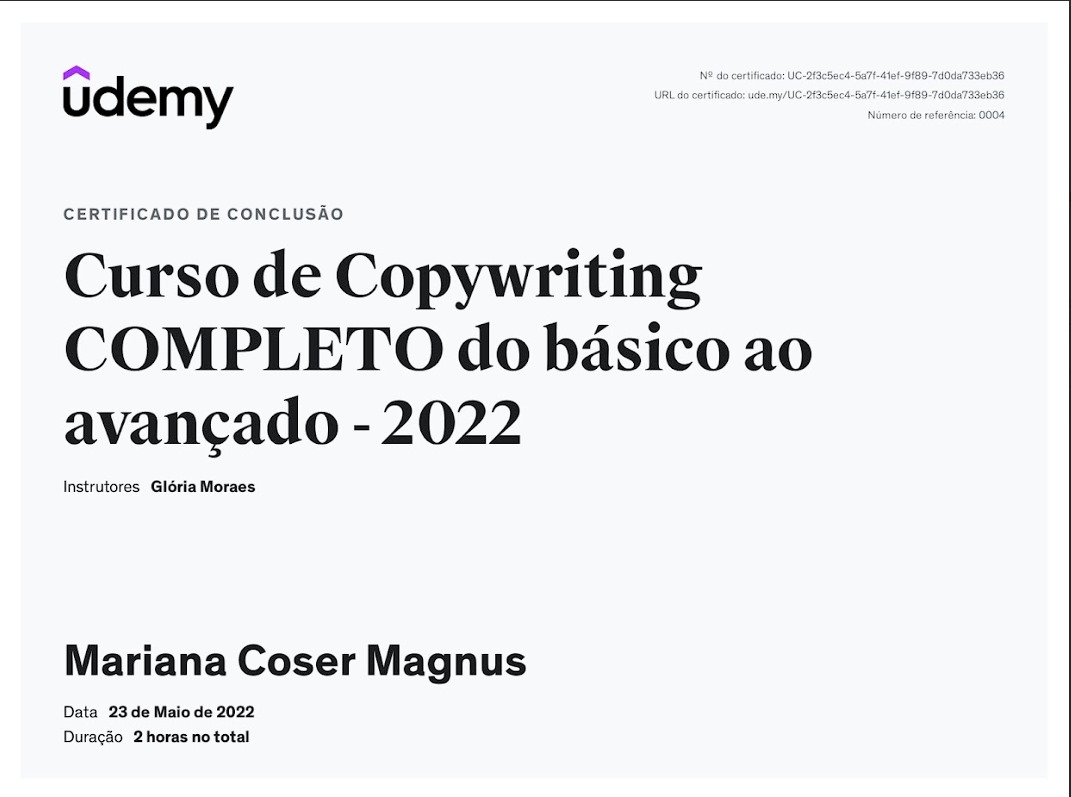 udemy
Nº do certificado: UC-2f3c5ec4-5a7f-41ef-9f89-7d0da733eb36
URL do certificado: ude.my/UC-2f3c5ec4-5a7f-41ef-9f89-7d0da733eb36
Número de referência: 0004
CERTIFICADO DE CONCLUSÃO
Curso de Copywriting
COMPLETO do básico ao
avançado - 2022
Instrutores Glória Moraes
Mariana Coser Magnus
Data 23 de Maio de 2022
Duração 2 horas no total